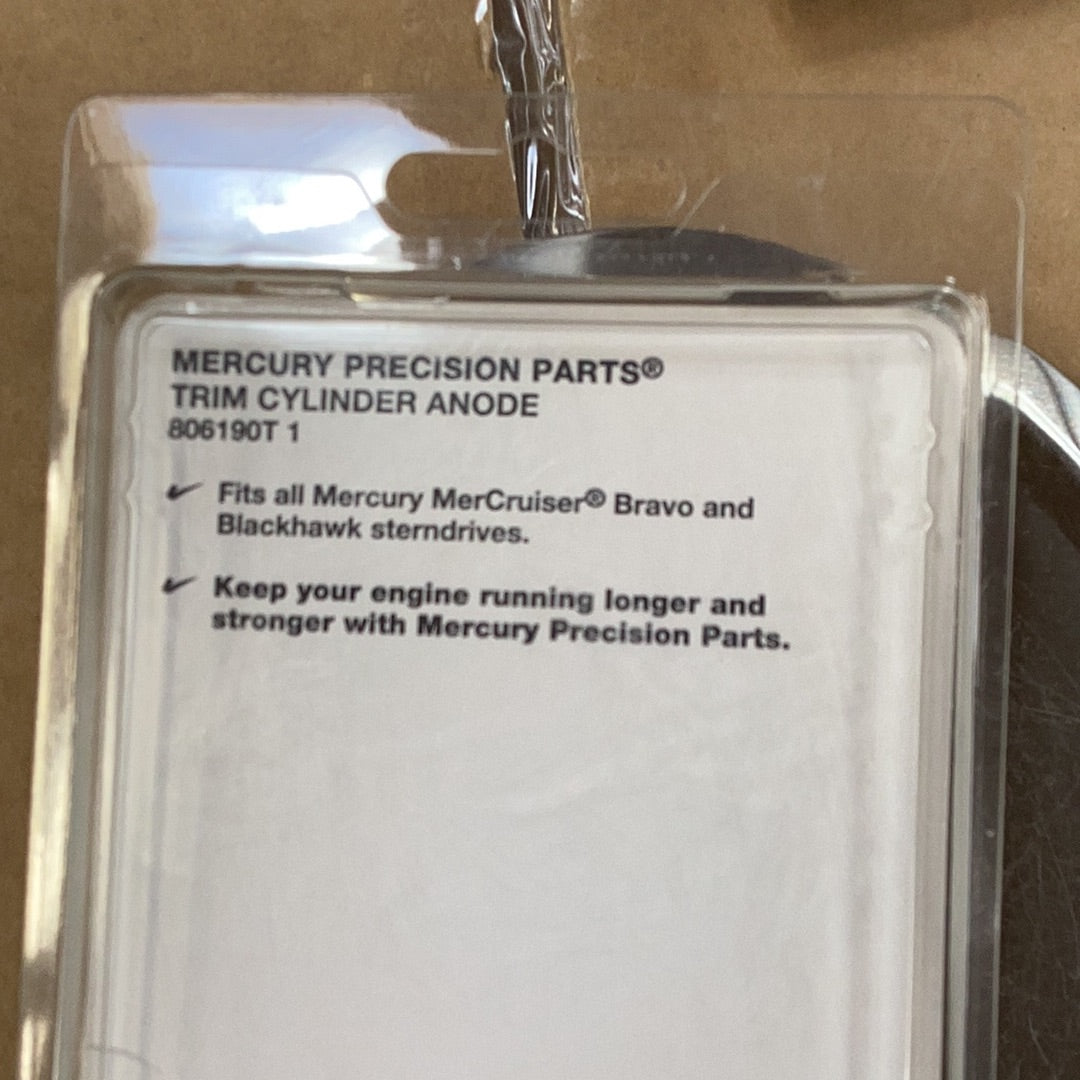 MERCURY PRECISION PARTS®
TRIM CYLINDER ANODE
806190T 1
✔ Fits all Mercury MerCruiser® Bravo and
Blackhawk sterndrives.
✔ Keep your engine running longer and
stronger with Mercury Precision Parts.